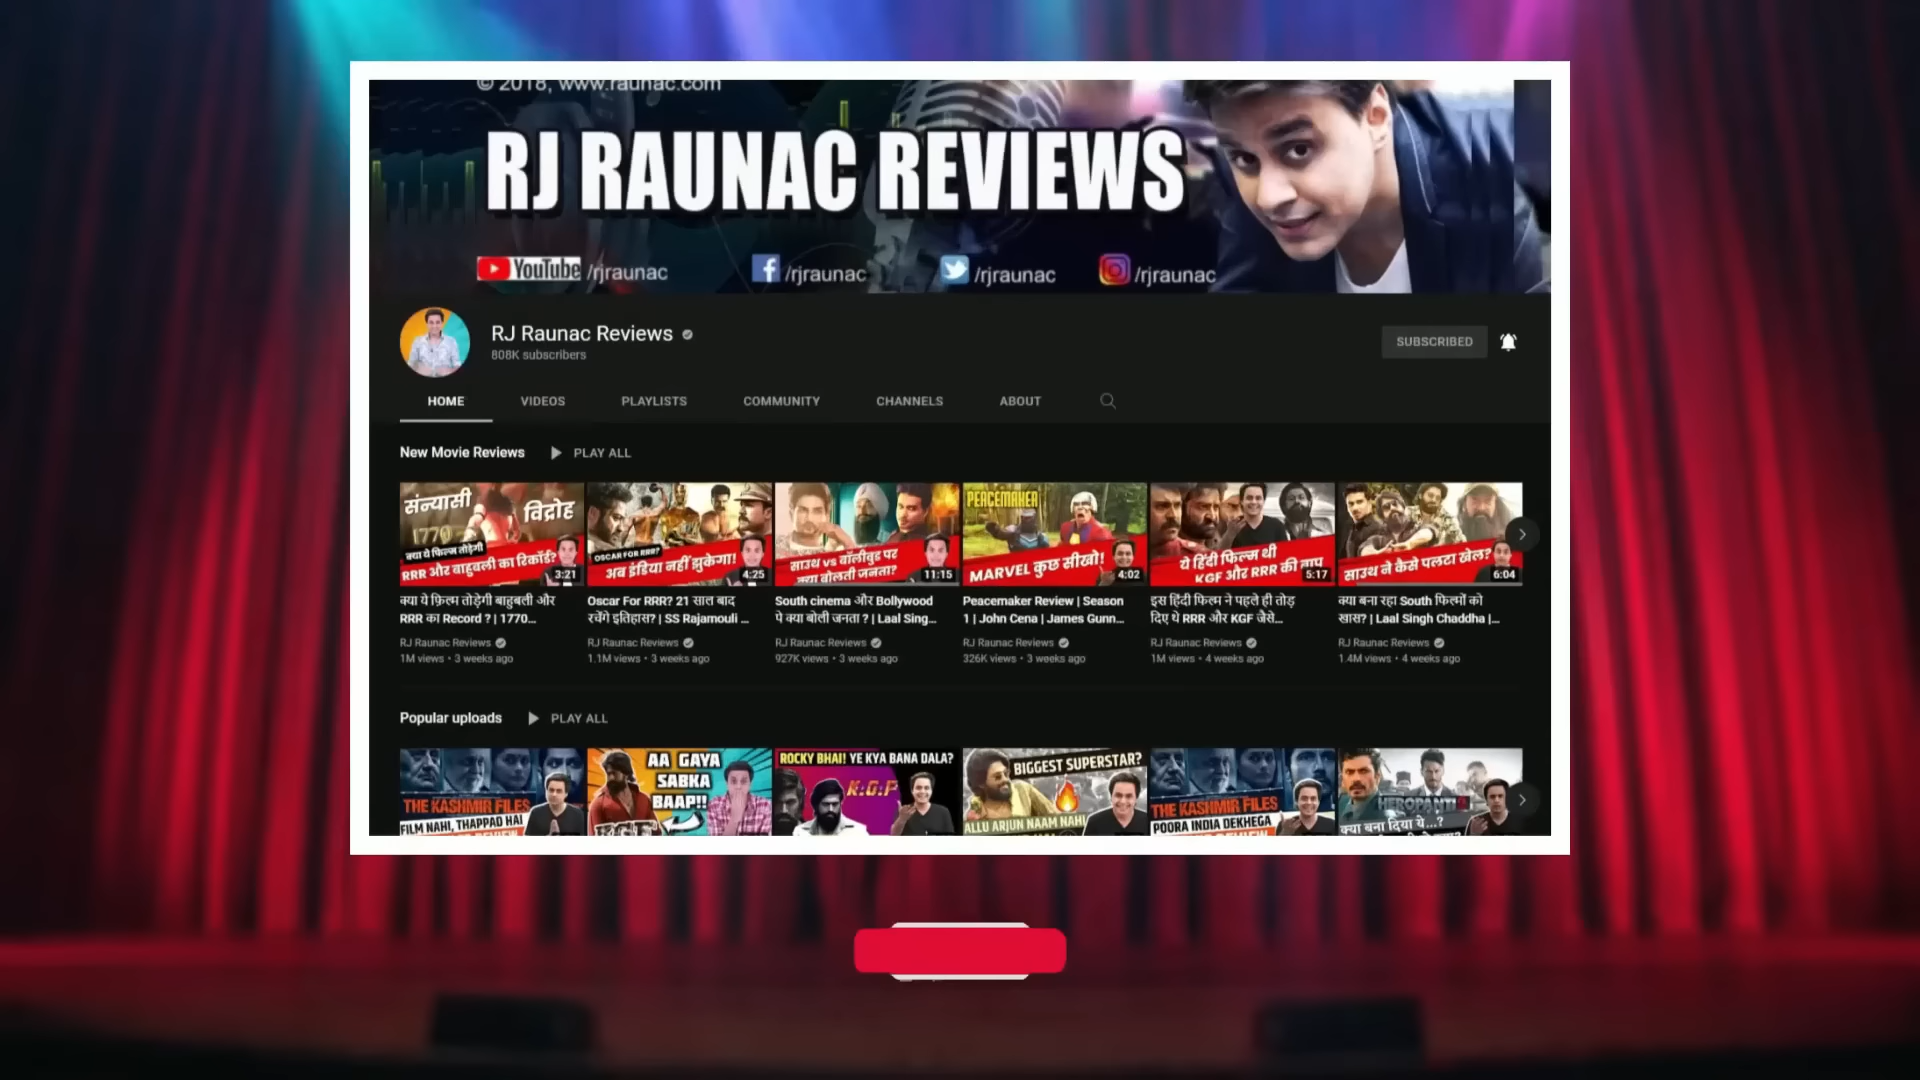 © 2018, www.raunac.com
RJ RAUNAC REVIEWS
YouTube /rjraunac
/rjraunac
/rjraunac
/rjraunac
RJ Raunac Reviews
808K subscribers
SUBSCRIBED
HOME VIDEOS PLAYLISTS COMMUNITY CHANNELS ABOUT
New Movie Reviews PLAY ALL
संन्यासी
विद्रोह
1770
क्या ये फिल्म तोड़ेगी
RRR और बाहुबली का रिकॉर्ड?
3:21
OSCAR FOR RRR?
अब इंडिया नहीं झुकेगा!
4:25
साउथ vs बॉलीवुड पर
क्या बोलती जनता?
11:15
PEACEMAKER
MARVEL कुछ सीखो!
4:02
ये हिंदी फिल्म थी
KGF और RRR की बाप
5:17
साउथ ने कैसे पलटा खेल?
6:04
क्या ये फ़िल्म तोड़ेगी बाहुबली और
RRR का Record ? | 1770...
RJ Raunac Reviews
1M views • 3 weeks ago
Oscar For RRR? 21 साल बाद
रचेंगे इतिहास? | SS Rajamouli ...
RJ Raunac Reviews
1.1M views • 3 weeks ago
South cinema और Bollywood
पे क्या बोली जनता ? | Laal Sing...
RJ Raunac Reviews
927K views • 3 weeks ago
Peacemaker Review | Season
1 | John Cena | James Gunn...
RJ Raunac Reviews
326K views • 3 weeks ago
इस हिंदी फिल्म ने पहले ही तोड़
दिए थे RRR और KGF जैसे...
RJ Raunac Reviews
1M views • 4 weeks ago
क्या बना रहा South फिल्मों को
खास? | Laal Singh Chaddha |...
RJ Raunac Reviews
1.4M views • 4 weeks ago
Popular uploads PLAY ALL
THE KASHMIR FILES
FILM NAHI, THAPPAD HAI
AA GAYA
SABKA
BAAP!!
ROCKY BHAI! YE KYA BANA DALA?
K.G.F
BIGGEST SUPERSTAR?
ALLU ARJUN NAAM NAHI
THE KASHMIR FILES
POORA INDIA DEKHEGA
HEROPANTI
क्या बना दिया ये...?